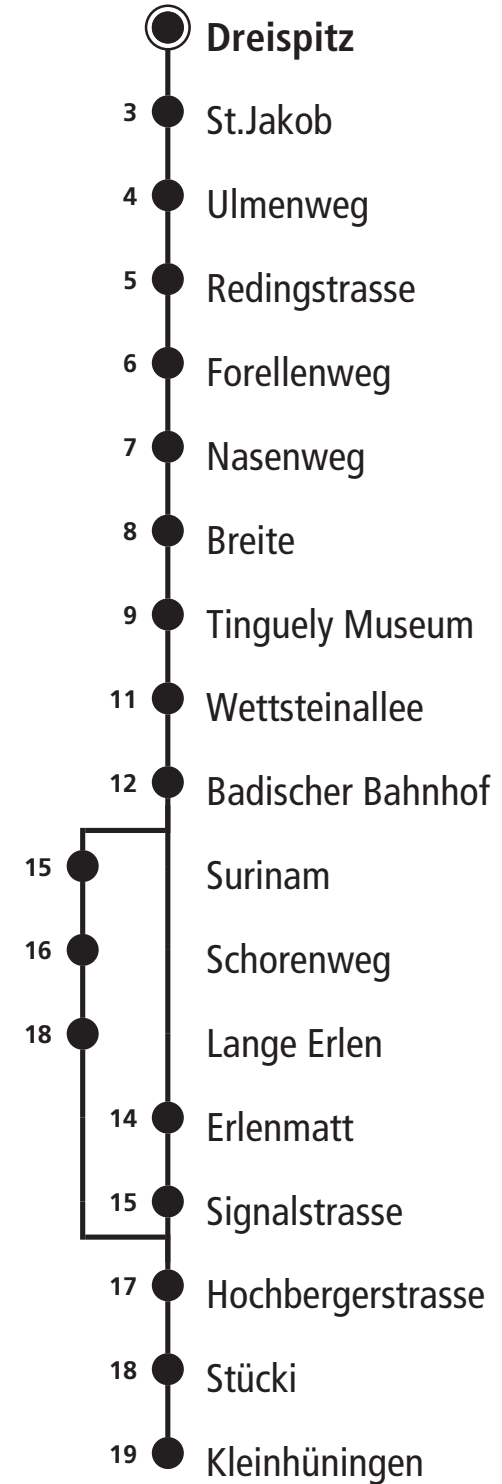 Dreispitz
3 St.Jakob
4 Ulmenweg
5 Redingstrasse
6 Forellenweg
7 Nasenweg
8 Breite
9 Tinguely Museum
11 Wettsteinallee
12 Badischer Bahnhof
15 Surinam
16 Schorenweg
18 Lange Erlen
14 Erlenmatt
15 Signalstrasse
17 Hochbergerstrasse
18 Stücki
19 Kleinhüningen